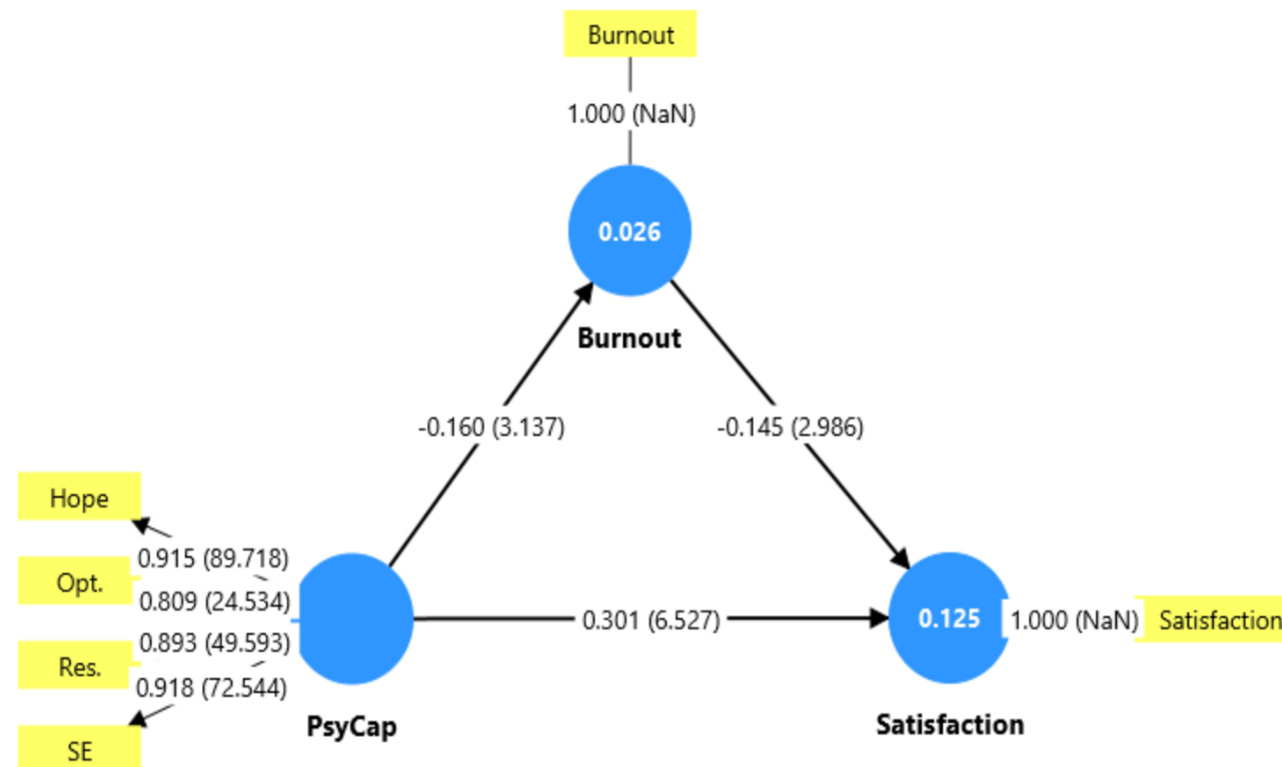 Burnout
1.000 (NaN)
0.026
Burnout
-0.160 (3.137)
-0.145 (2.986)
Hope
0.915 (89.718)
Opt.
0.809 (24.534)
0.893 (49.593)
Res.
0.918 (72.544)
SE
PsyCap
0.301 (6.527)
0.125
1.000 (NaN)
Satisfaction
Satisfaction